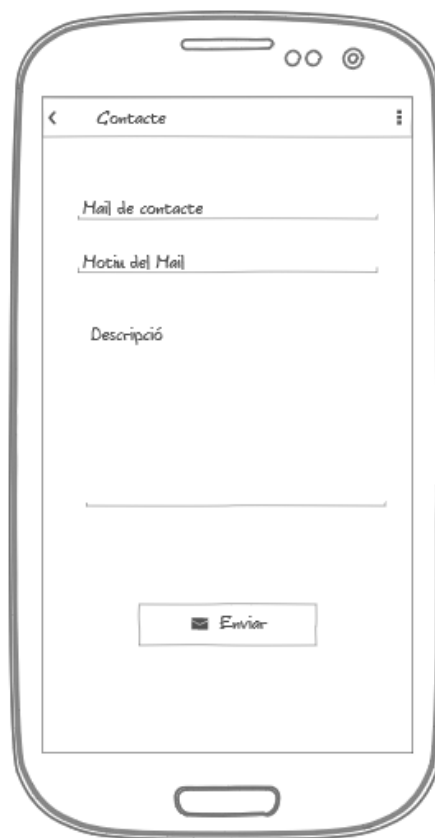 Contacte
Mail de contacte
Motiu del Mail
Descripció
Enviar